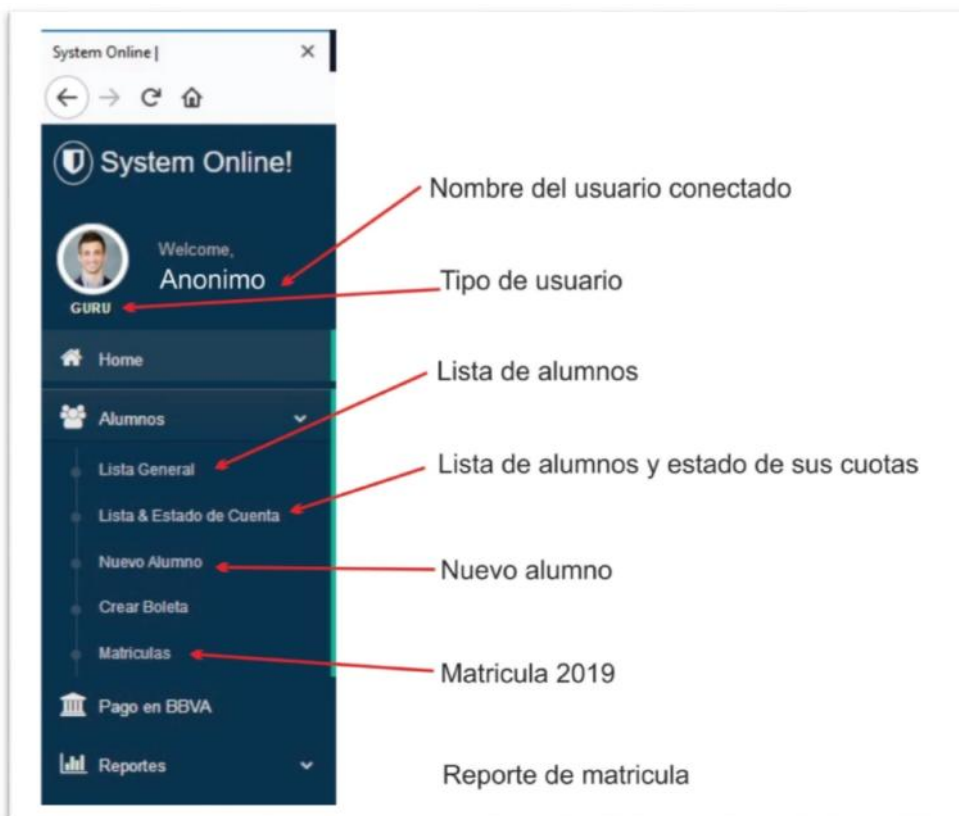 System Online |
System Online!
Nombre del usuario conectado
Welcome,
Anonimo
Tipo de usuario
GURU
Home
Lista de alumnos
Alumnos
Lista General
Lista de alumnos y estado de sus cuotas
Lista & Estado de Cuenta
Nuevo Alumno
Nuevo alumno
Crear Boleta
Matriculas
Matricula 2019
Pago en BBVA
Reportes
Reporte de matricula